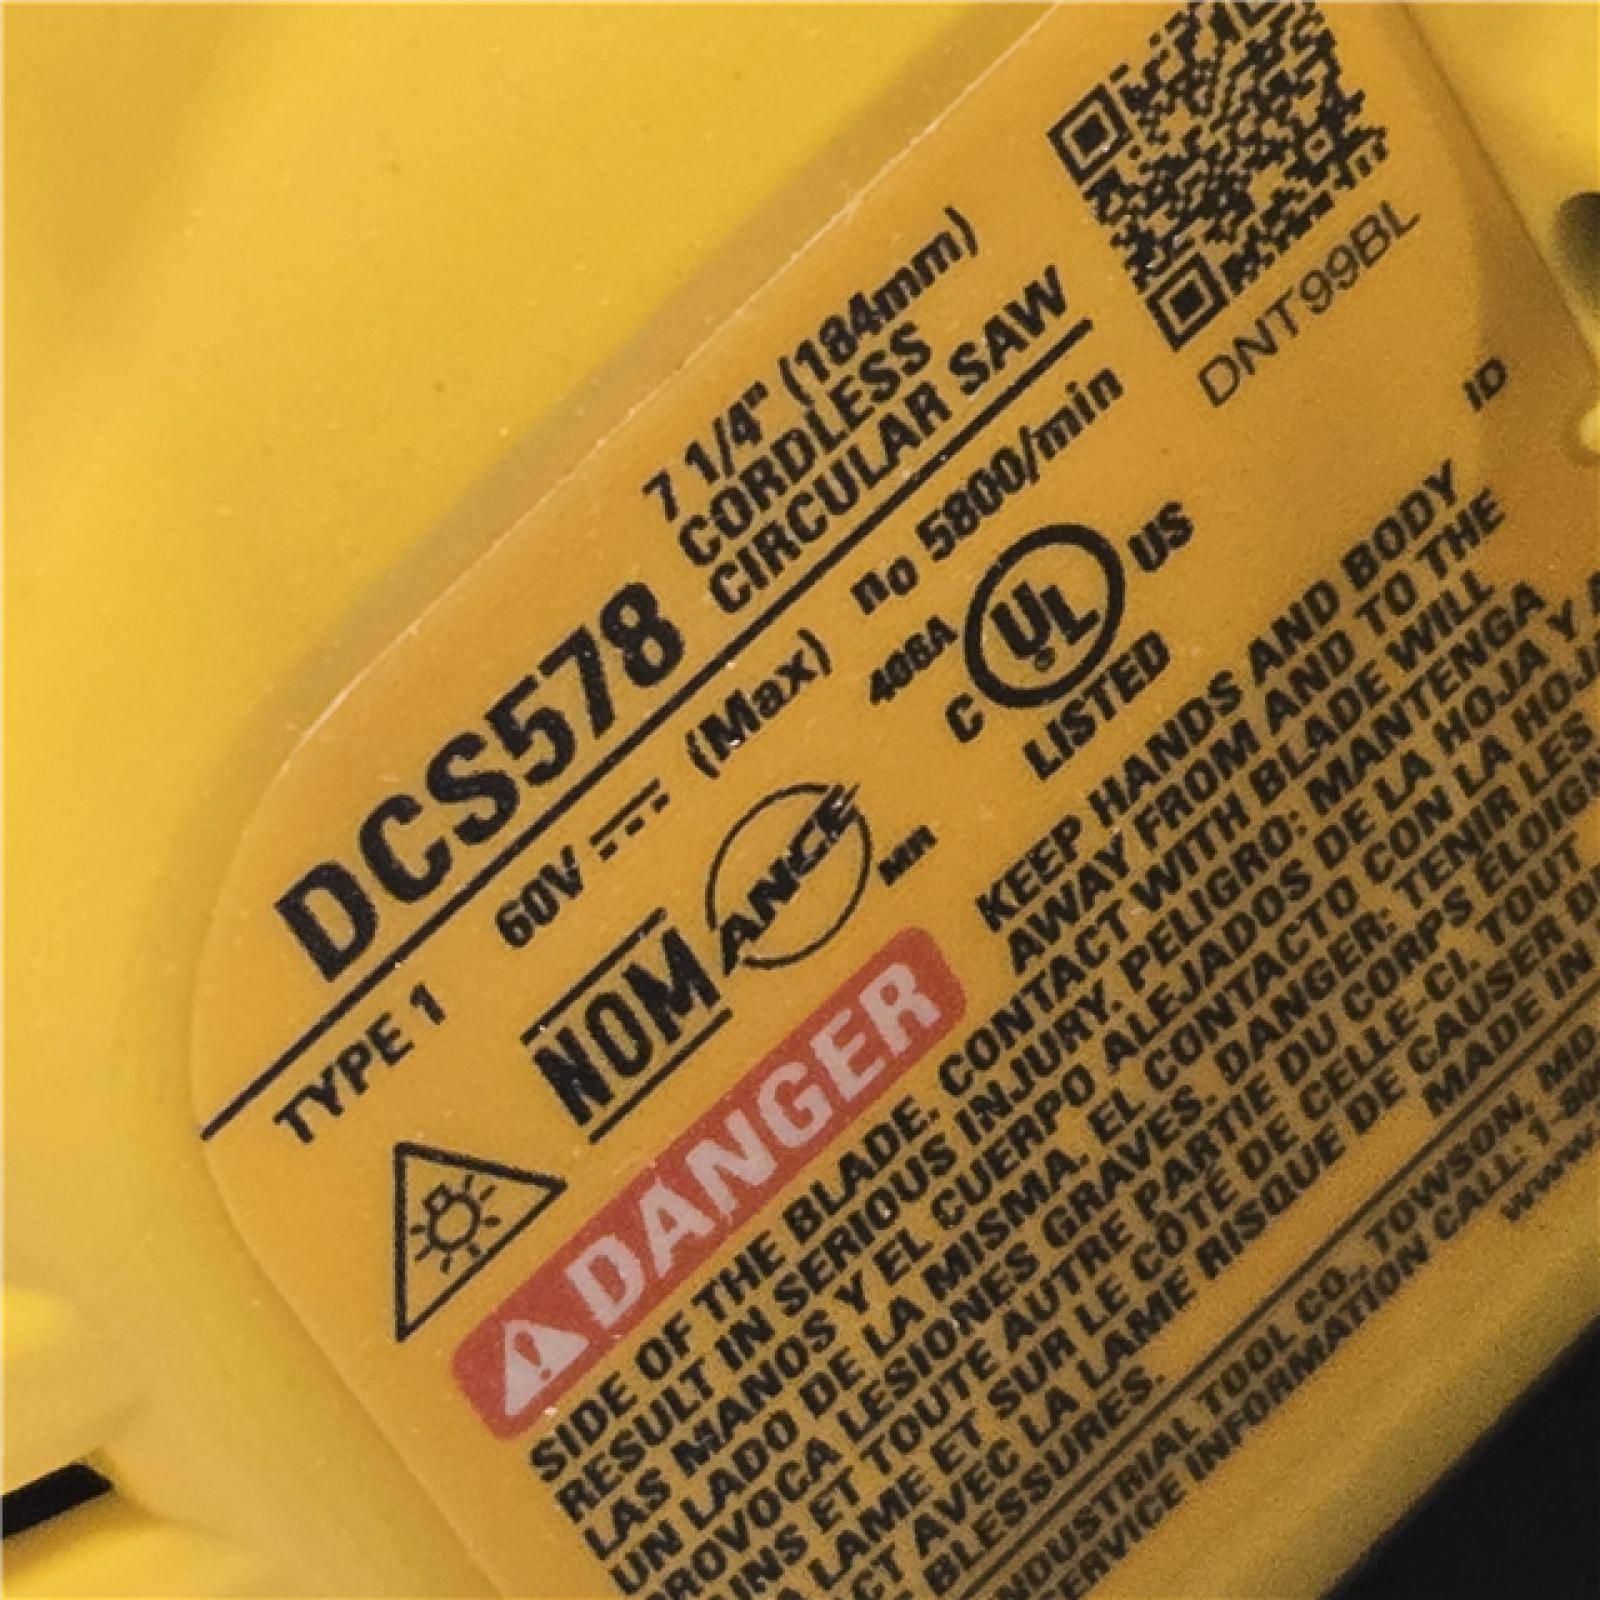 7 1/4" (184mm)
CORDLESS
CIRCULAR SAW
DCS578
DNT99BL
ID
TYPE 1
60V (Max)
no 5800/min
NOM
ANCE
MR
406A
C UL US
LISTED
DANGER
KEEP HANDS AND BODY
AWAY FROM AND TO THE
SIDE OF THE BLADE. CONTACT WITH BLADE WILL
RESULT IN SERIOUS INJURY. PELIGRO: MANTENGA
LAS MANOS Y EL CUERPO ALEJADOS DE LA HOJA Y A
UN LADO DE LA MISMA. EL CONTACTO CON LA HOJA
PROVOCA LESIONES GRAVES. DANGER: TENIR LES
MAINS ET TOUTE AUTRE PARTIE DU CORPS ÉLOIGN
LA LAME ET SUR LE CÔTÉ DE CELLE-CI. TOUT
CT AVEC LA LAME RISQUE DE CAUSER DE
BLESSURES.
MADE IN
INDUSTRIAL TOOL CO., TOWSON, MD
SERVICE INFORMATION CALL: 1-80
www.